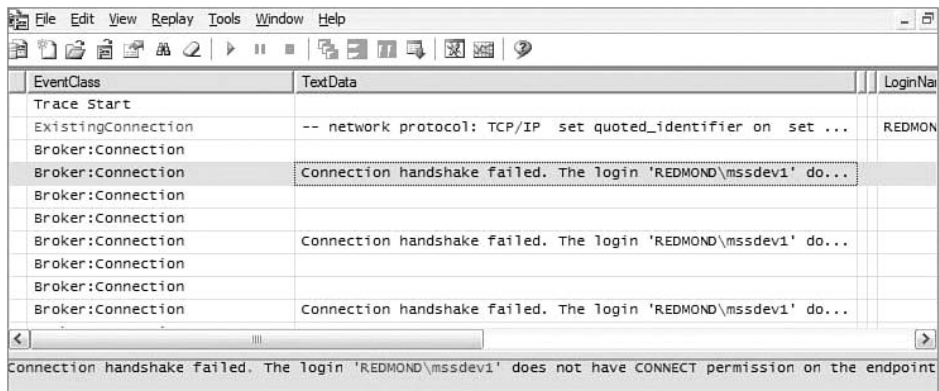 File Edit View Replay Tools Window Help
EventClass TextData LoginNa
Trace Start
ExistingConnection -- network protocol: TCP/IP set quoted_identifier on set ... REDMON
Broker:Connection
Broker:Connection Connection handshake failed. The login 'REDMOND\mssdev1' do...
Broker:Connection
Broker:Connection
Broker:Connection Connection handshake failed. The login 'REDMOND\mssdev1' do...
Broker:Connection
Broker:Connection
Broker:Connection Connection handshake failed. The login 'REDMOND\mssdev1' do...
Connection handshake failed. The login 'REDMOND\mssdev1' does not have CONNECT permission on the endpoint